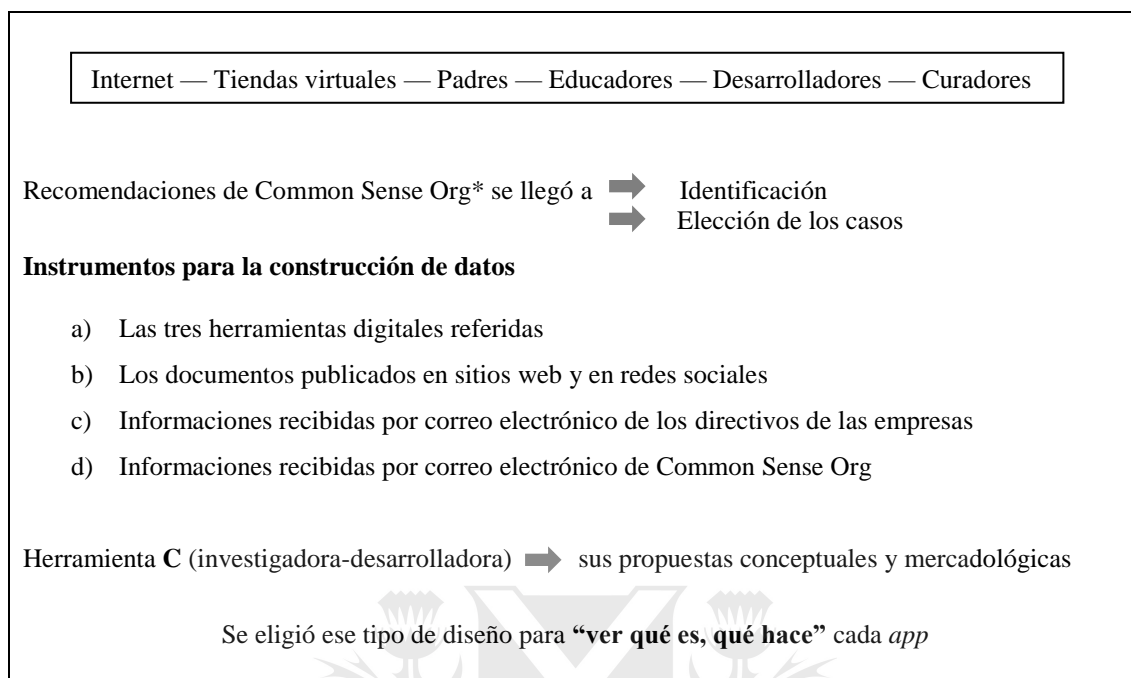 Internet — Tiendas virtuales — Padres — Educadores — Desarrolladores — Curadores
Recomendaciones de Common Sense Org* se llegó a Identificación
Elección de los casos
Instrumentos para la construcción de datos
a) Las tres herramientas digitales referidas
b) Los documentos publicados en sitios web y en redes sociales
c) Informaciones recibidas por correo electrónico de los directivos de las empresas
d) Informaciones recibidas por correo electrónico de Common Sense Org
Herramienta C (investigadora-desarrolladora) sus propuestas conceptuales y mercadológicas
Se eligió ese tipo de diseño para “ver qué es, qué hace” cada app